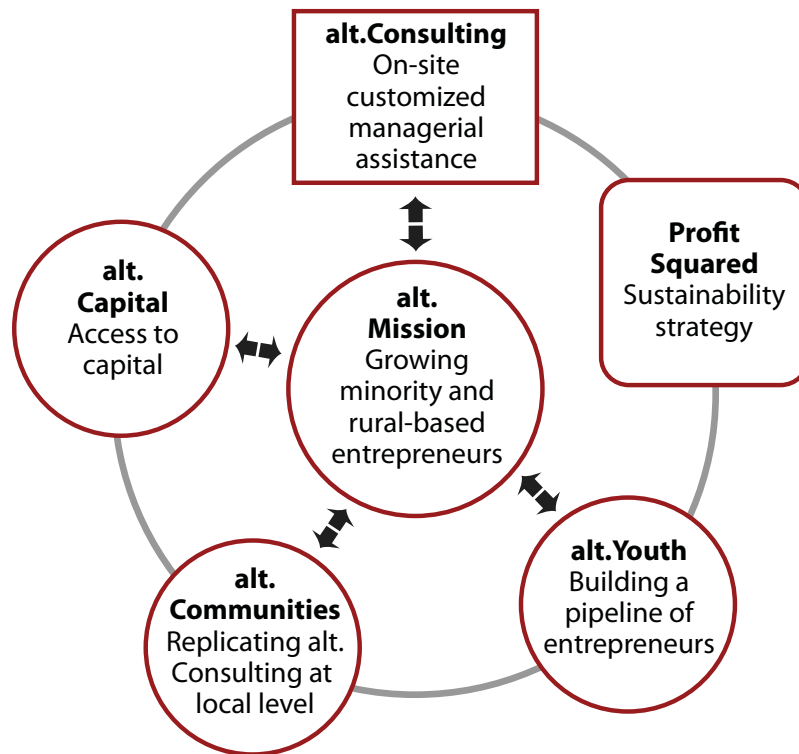 alt.Consulting
On-site
customized
managerial
assistance
Profit
Squared
Sustainability
strategy
alt.
Capital
Access to
capital
alt.
Mission
Growing
minority and
rural-based
entrepreneurs
alt.Youth
Building a
pipeline of
entrepreneurs
alt.
Communities
Replicating alt.
Consulting at
local level